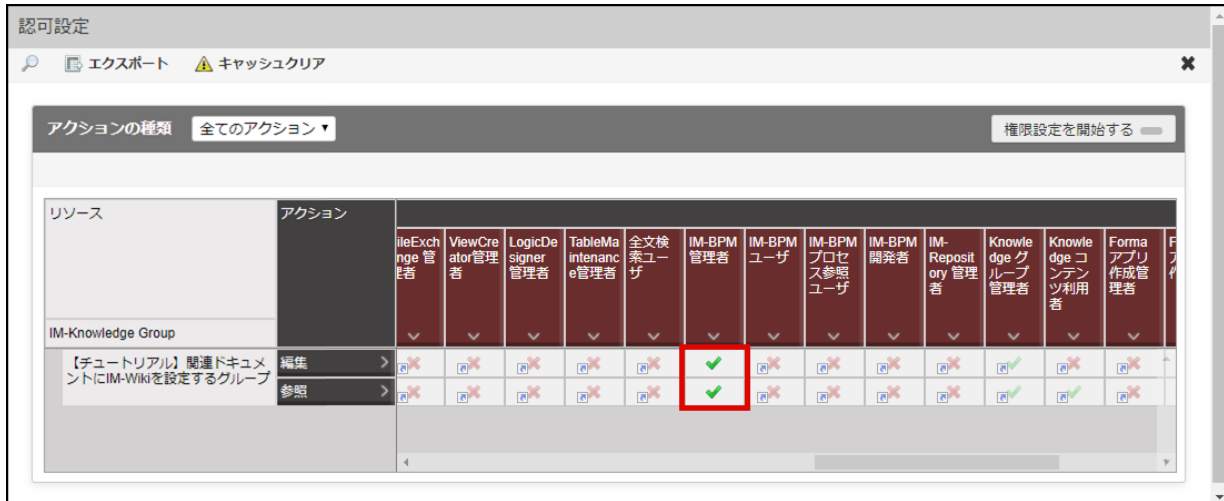 認可設定
エクスポート キャッシュクリア
アクションの種類 全てのアクション 権限設定を開始する
リソース アクション
ileExch
nge 管
ViewCre
ator管理
者
LogicDe
signer
管理者
TableMa
intenanc
e管理者
全文検
索ユー
ザ
IM-BPM
管理者
IM-BPM
ユーザ
IM-BPM
プロセ
ス参照
ユーザ
IM-BPM
開発者
IM-
Reposit
ory 管理
者
Knowle
dge グ
ループ
管理者
Knowle
dge コ
ンテン
ツ利用
者
Forma
アプリ
作成管
理者
IM-Knowledge Group
【チュートリアル】関連ドキュメ
ントにIM-Wikiを設定するグループ
編集
参照